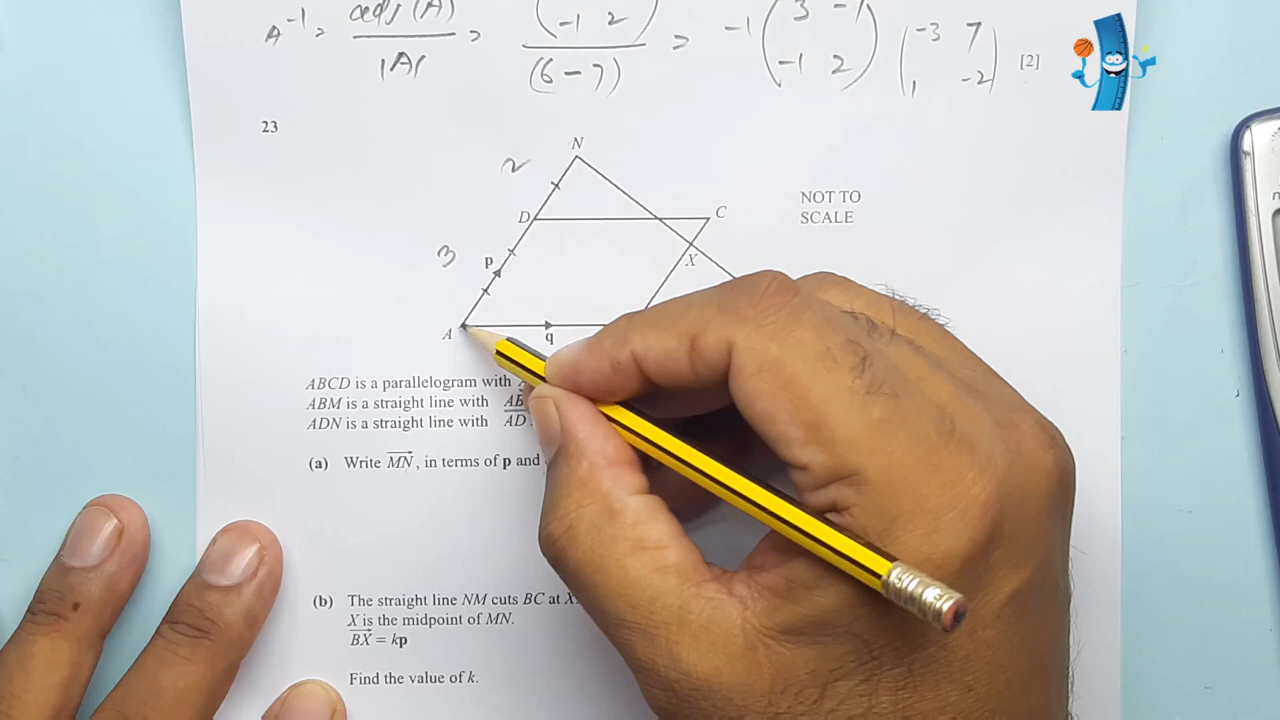 A⁻¹ = adj(A) / |A| = ( -1 2 ) / (6 - 7) = -1 ( 3 -1 -1 2 ) ( -3 7 1 -2 ) [2]
23
N
2
NOT TO
SCALE
D
C
3
p
X
A
q
ABCD is a parallelogram with
ABM is a straight line with AB
ADN is a straight line with AD
(a) Write MN, in terms of p and
(b) The straight line NM cuts BC at X.
X is the midpoint of MN.
BX = kp
Find the value of k.